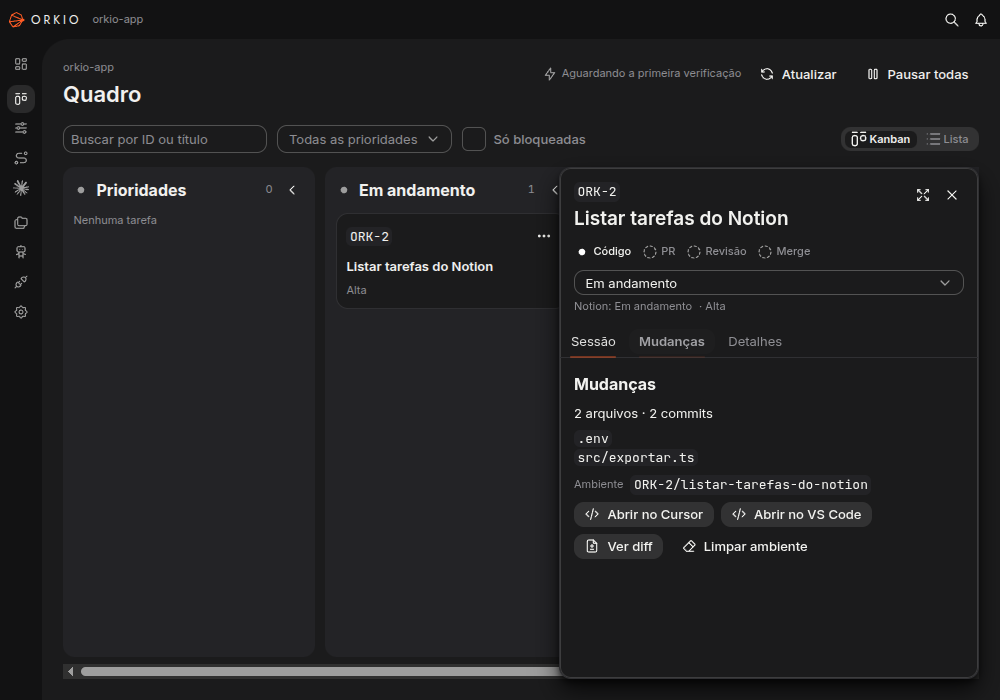 ORKIO orkio-app
orkio-app
Quadro
Aguardando a primeira verificação Atualizar Pausar todas
Buscar por ID ou título Todas as prioridades Só bloqueadas Kanban Lista
Prioridades 0
Nenhuma tarefa
Em andamento 1
ORK-2
Listar tarefas do Notion
Alta
ORK-2
Listar tarefas do Notion
Código PR Revisão Merge
Em andamento
Notion: Em andamento · Alta
Sessão Mudanças Detalhes
Mudanças
2 arquivos · 2 commits
.env
src/exportar.ts
Ambiente ORK-2/listar-tarefas-do-notion
Abrir no Cursor Abrir no VS Code
Ver diff Limpar ambiente